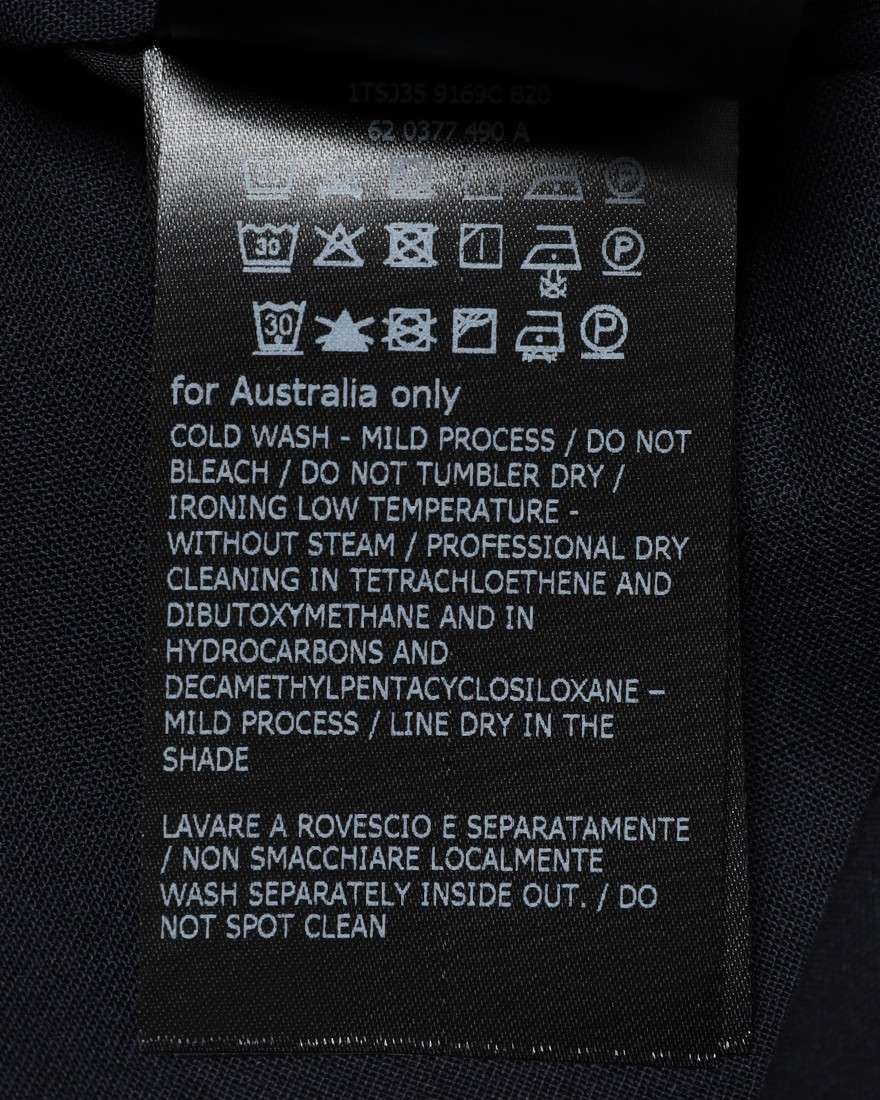 1TSJ35 9169C 820
62 0377 490 A
30 P
30 P
for Australia only
COLD WASH - MILD PROCESS / DO NOT
BLEACH / DO NOT TUMBLER DRY /
IRONING LOW TEMPERATURE -
WITHOUT STEAM / PROFESSIONAL DRY
CLEANING IN TETRACHLOETHENE AND
DIBUTOXYMETHANE AND IN
HYDROCARBONS AND
DECAMETHYLPENTACYCLOSILOXANE –
MILD PROCESS / LINE DRY IN THE
SHADE
LAVARE A ROVESCIO E SEPARATAMENTE
/ NON SMACCHIARE LOCALMENTE
WASH SEPARATELY INSIDE OUT. / DO
NOT SPOT CLEAN